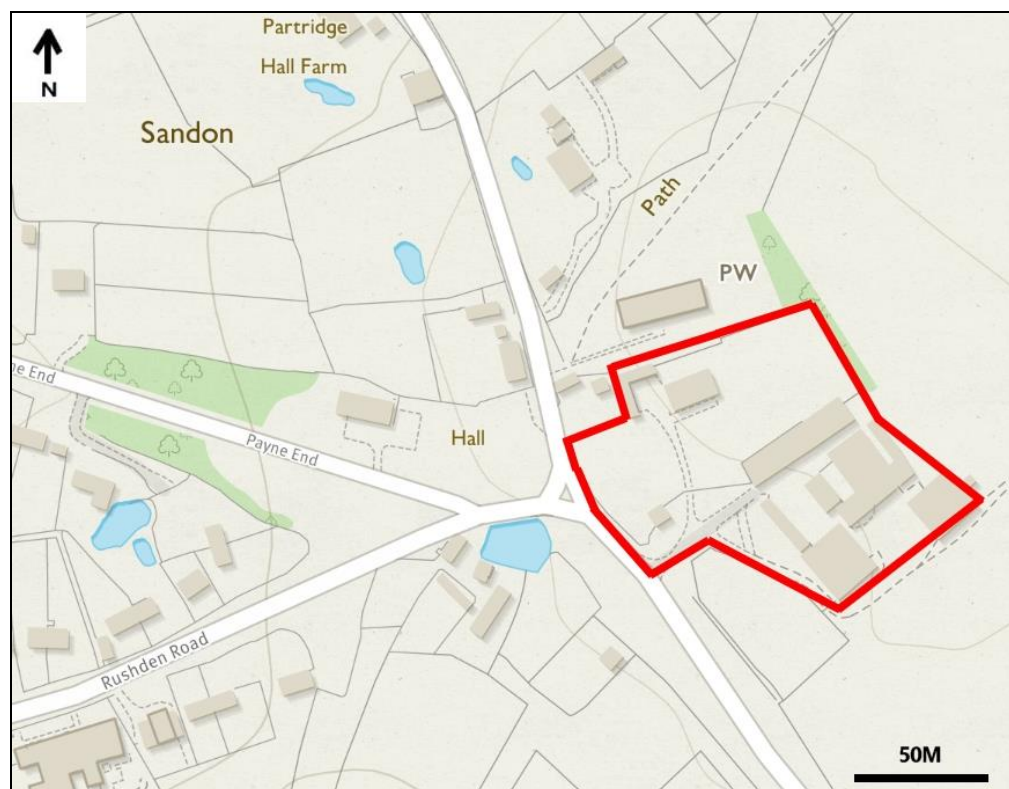 N
Partridge
Hall Farm
Sandon
Path
PW
ne End
Payne End
Hall
Rushden Road
50M